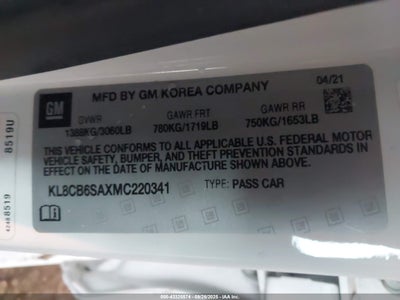 GM
MFD BY GM KOREA COMPANY
04/21
GVWR GAWR FRT GAWR RR
1388KG/3060LB 780KG/1719LB 750KG/1653LB
THIS VEHICLE CONFORMS TO ALL APPLICABLE U.S. FEDERAL MOTOR
VEHICLE SAFETY, BUMPER, AND THEFT PREVENTION STANDARDS IN
EFFECT ON THE DATE OF MANUFACTURE SHOWN ABOVE.
KL8CB6SAXMC220341 TYPE: PASS CAR
42488519 8519U